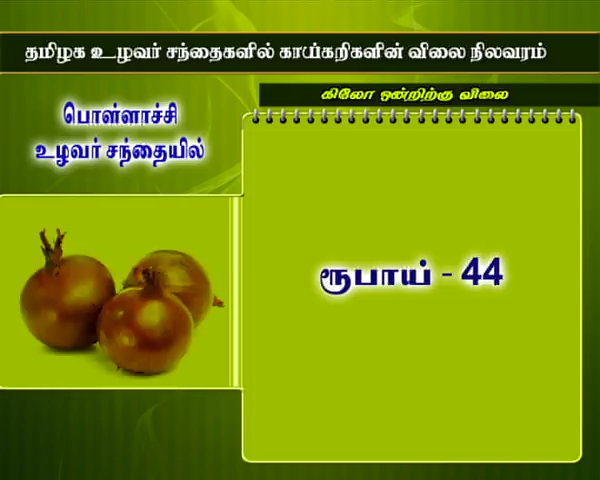 தமிழக உழவர் சந்தைகளில் காய்கறிகளின் விலை நிலவரம்
கிலோ ஒன்றிற்கு விலை
பொள்ளாச்சி
உழவர் சந்தையில்
ரூபாய் - 44